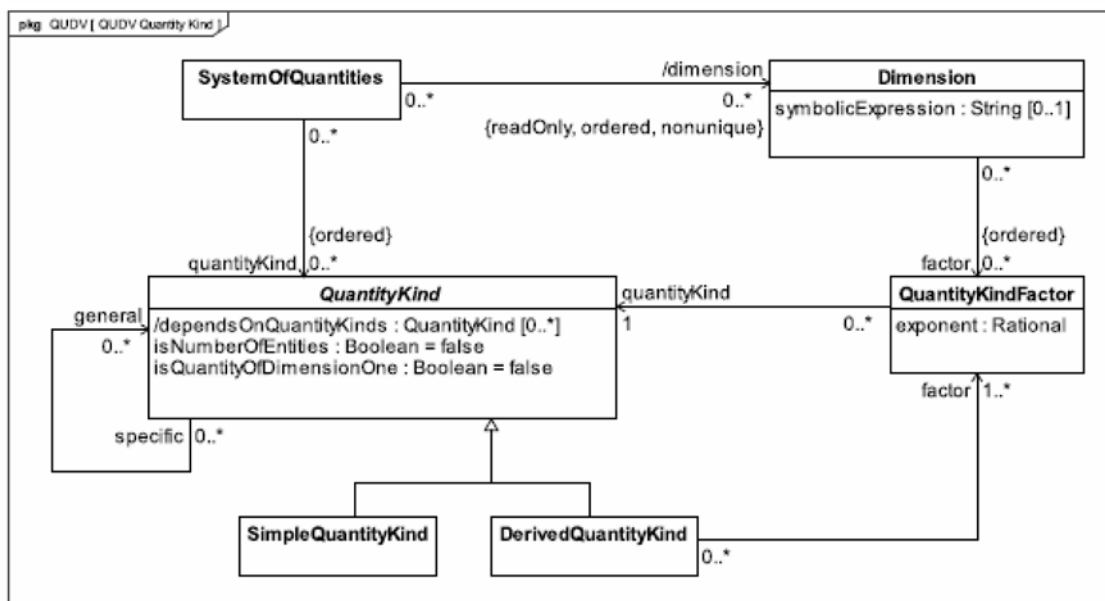 pkg QUDV [ QUDV Quantity Kind ]
SystemOfQuantities
/dimension
Dimension
0..*
0..*
symbolicExpression : String [0..1]
{readOnly, ordered, nonunique}
0..*
0..*
{ordered}
{ordered}
quantityKind
0..*
factor
0..*
QuantityKind
quantityKind
QuantityKindFactor
general
/dependsOnQuantityKinds : QuantityKind [0..*]
1
0..*
exponent : Rational
0..*
isNumberOfEntities : Boolean = false
isQuantityOfDimensionOne : Boolean = false
factor
1..*
specific
0..*
SimpleQuantityKind
DerivedQuantityKind
0..*